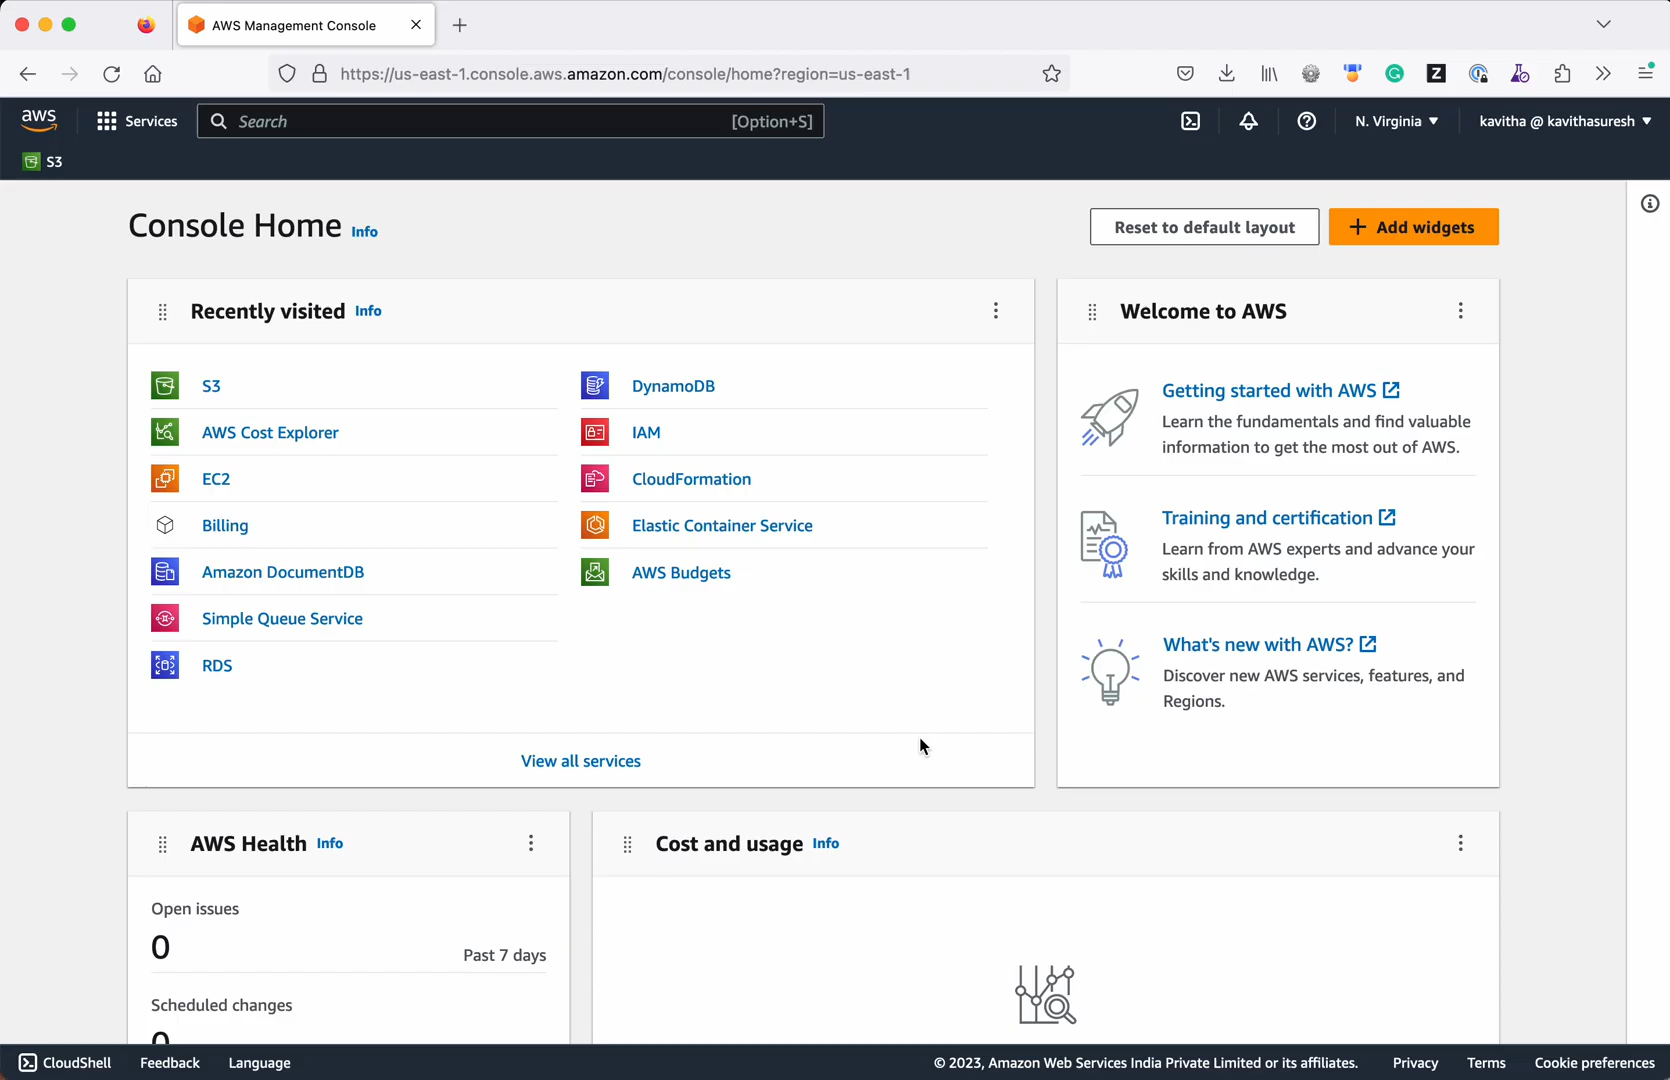 AWS Management Console
https://us-east-1.console.aws.amazon.com/console/home?region=us-east-1
aws
Services
Search
[Option+S]
N. Virginia
kavitha @ kavithasuresh
S3
Console Home Info
Reset to default layout
+ Add widgets
Recently visited Info
S3
AWS Cost Explorer
EC2
Billing
Amazon DocumentDB
Simple Queue Service
RDS
DynamoDB
IAM
CloudFormation
Elastic Container Service
AWS Budgets
View all services
Welcome to AWS
Getting started with AWS
Learn the fundamentals and find valuable
information to get the most out of AWS.
Training and certification
Learn from AWS experts and advance your
skills and knowledge.
What's new with AWS?
Discover new AWS services, features, and
Regions.
AWS Health Info
Open issues
0
Past 7 days
Scheduled changes
0
Cost and usage Info
CloudShell
Feedback
Language
© 2023, Amazon Web Services India Private Limited or its affiliates.
Privacy
Terms
Cookie preferences